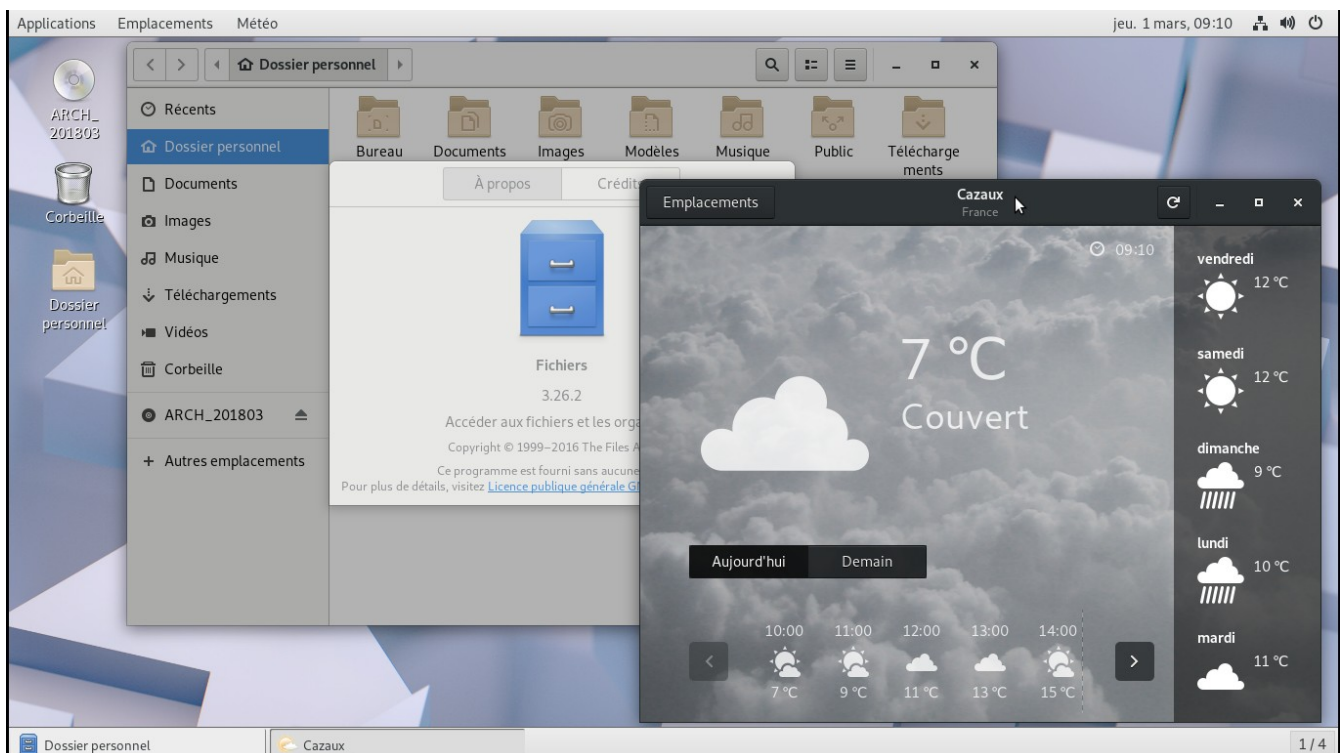 Applications Emplacements Météo
jeu. 1 mars, 09:10
ARCH_
201803
Corbeille
Dossier
personnel
Dossier personnel
Récents
Dossier personnel
Documents
Images
Musique
Téléchargements
Vidéos
Corbeille
ARCH_201803
Autres emplacements
Bureau Documents Images Modèles Musique Public Télécharge
ments
À propos
Fichiers
3.26.2
Accéder aux fichiers et les
Copyright © 1999–2016 The Files
Ce programme est fourni sans aucune
Pour plus de détails, visitez Licence publique générale
Emplacements
Cazaux
France
09:10
7 °C
Couvert
Aujourd'hui Demain
10:00 11:00 12:00 13:00 14:00
7 °C 9 °C 11 °C 13 °C 15 °C
vendredi
12 °C
samedi
12 °C
dimanche
9 °C
lundi
10 °C
mardi
11 °C
Dossier personnel
Cazaux
1 / 4